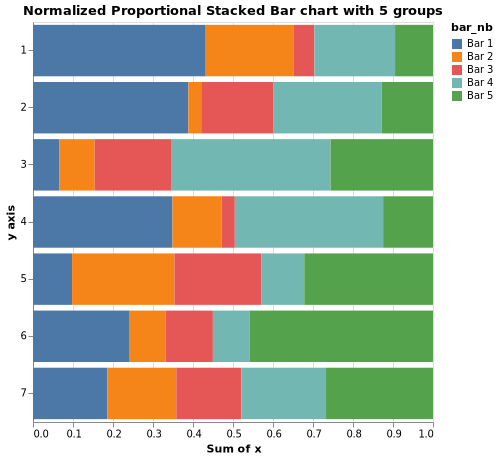 Normalized Proportional Stacked Bar chart with 5 groups
bar_nb
Bar 1
Bar 2
Bar 3
Bar 4
Bar 5
y axis
1
2
3
4
5
6
7
0.0 0.1 0.2 0.3 0.4 0.5 0.6 0.7 0.8 0.9 1.0
Sum of x